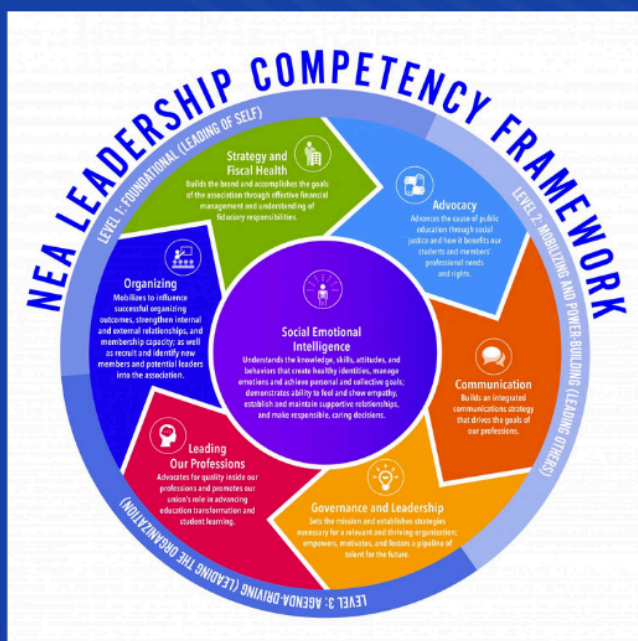 NEA LEADERSHIP COMPETENCY FRAMEWORK
LEVEL 1: FOUNDATIONAL (LEADING OF SELF)
LEVEL 2: MOBILIZING AND POWER-BUILDING (LEADING OTHERS)
LEVEL 3: AGENDA-DRIVING (LEADING THE ORGANIZATION)
Strategy and
Fiscal Health
Builds the brand and accomplishes the goals
of the association through effective financial
management and understanding of
fiduciary responsibilities.
Advocacy
Advances the cause of public
education through social
justice and how it benefits our
students and members'
professional needs
and rights.
Communication
Builds an integrated
communications strategy
that drives the goals of
our professions.
Governance and Leadership
Sets the mission and establishes strategies
necessary for a relevant and thriving organization;
empowers, motivates, and fosters a pipeline of
talent for the future.
Leading
Our Professions
Advocates for quality inside our
professions and promotes our
union's role in advancing
education transformation and
student learning.
Organizing
Mobilizes to influence
successful organizing
outcomes, strengthen internal
and external relationships, and
membership capacity; as well
as recruit and identify new
members and potential leaders
into the association.
Social Emotional
Intelligence
Understands the knowledge, skills, attitudes, and
behaviors that create healthy identities, manage
emotions and achieve personal and collective goals;
demonstrates ability to feel and show empathy,
establish and maintain supportive relationships,
and make responsible, caring decisions.